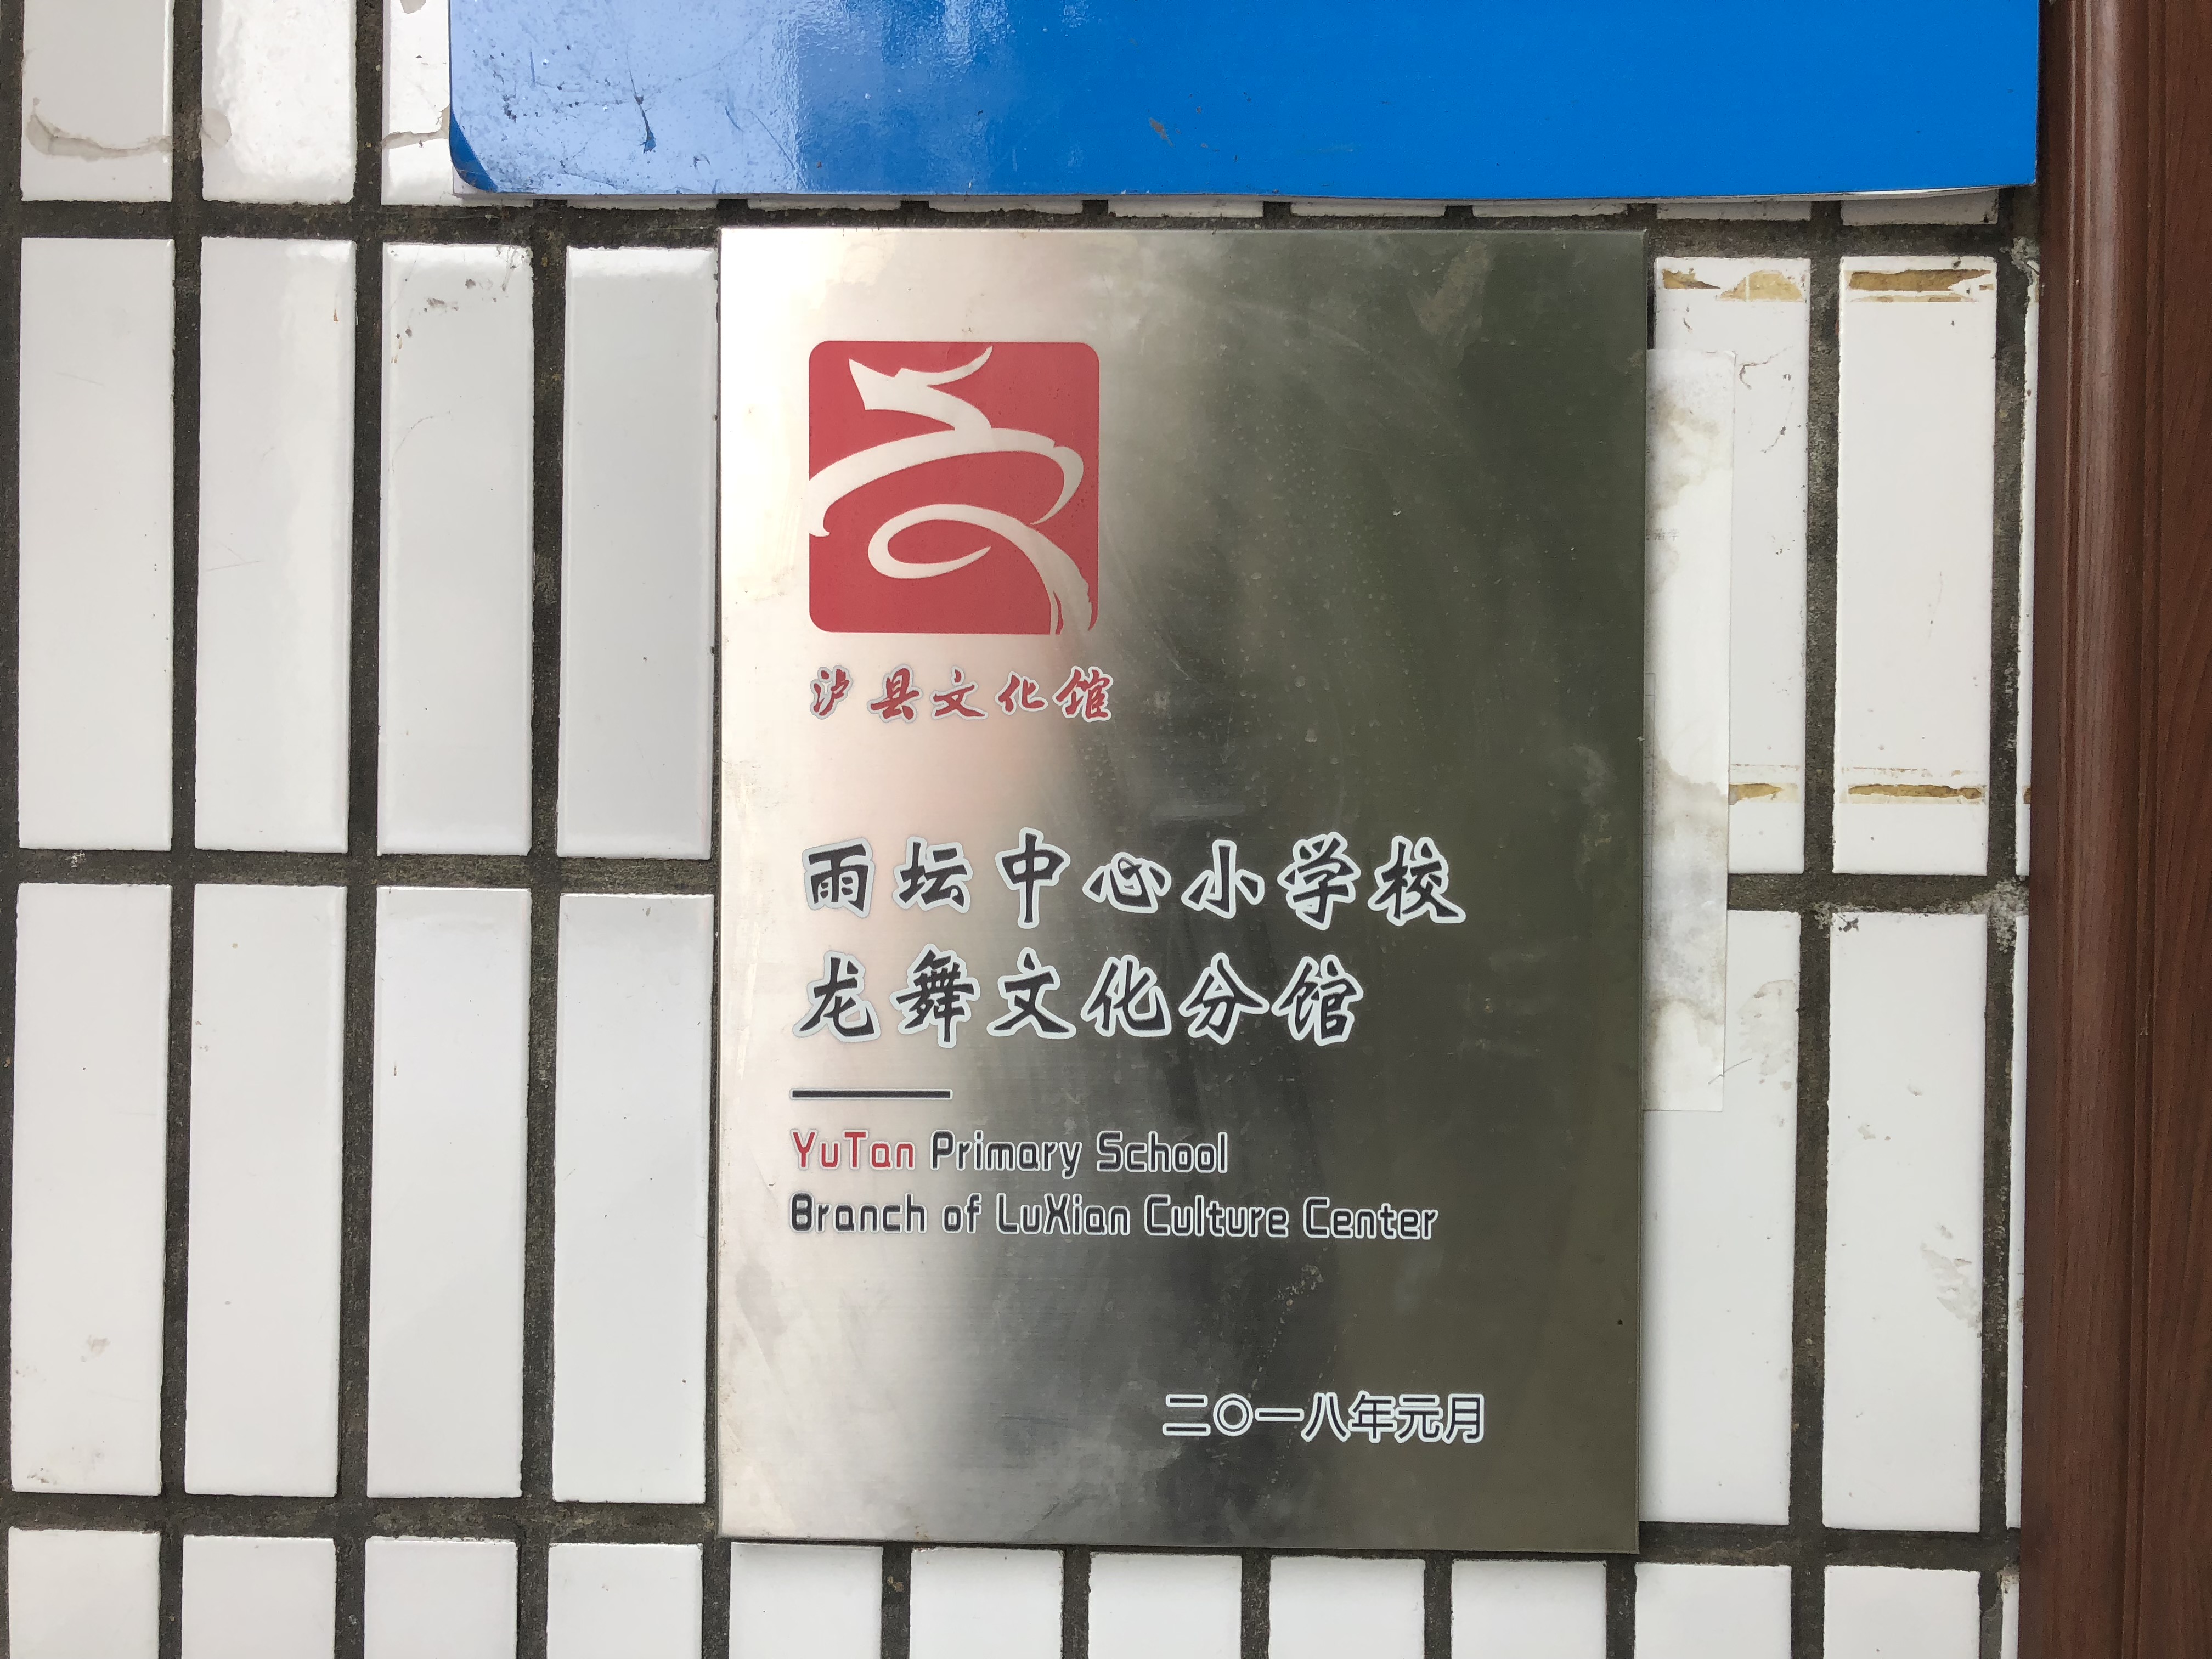 泸县文化馆
雨坛中心小学校
龙舞文化分馆
YuTan Primary School
Branch of LuXian Culture Center
二〇一八年元月